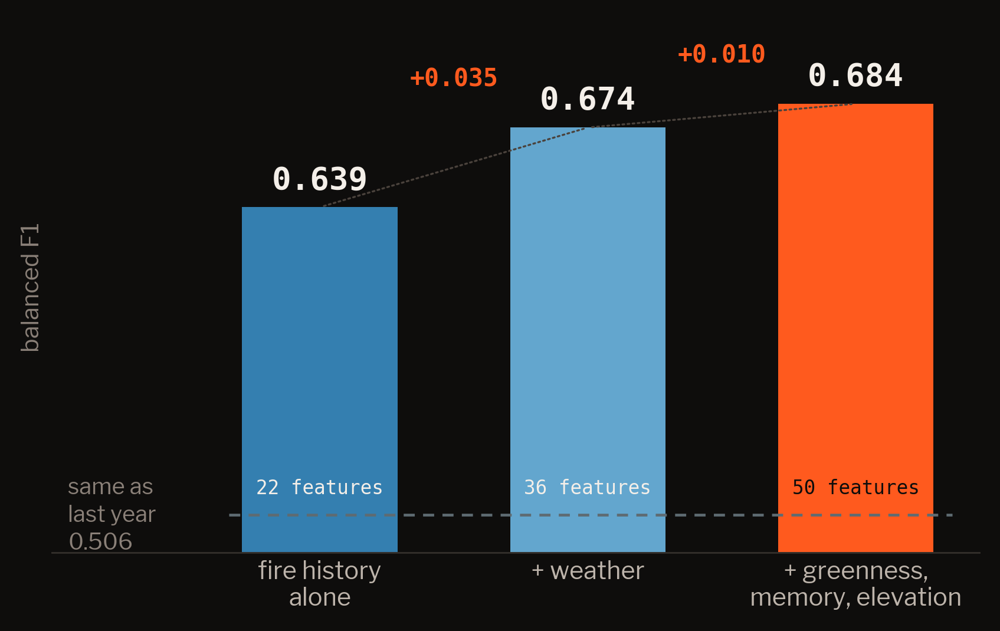 +0.010
0.684
+0.035
0.674
0.639
balanced F1
same as
last year
0.506
22 features
36 features
50 features
fire history
alone
+ weather
+ greenness,
memory, elevation